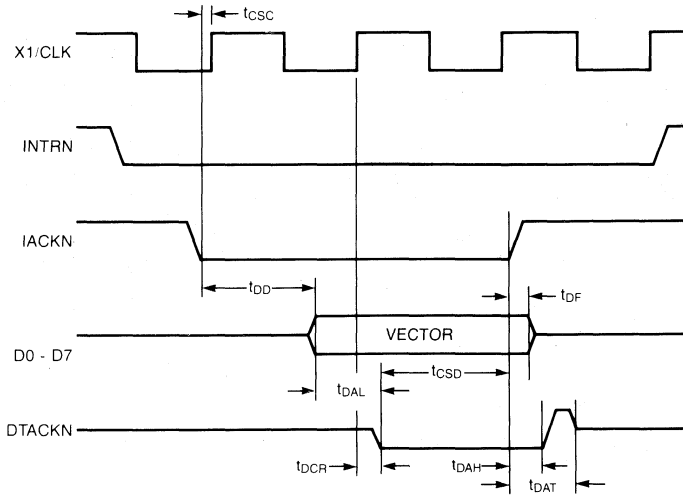 tCSC
X1/CLK
INTRN
IACKN
tDD
tDF
VECTOR
D0 - D7
tCSD
tDAL
DTACKN
tDCR
tDAH
tDAT